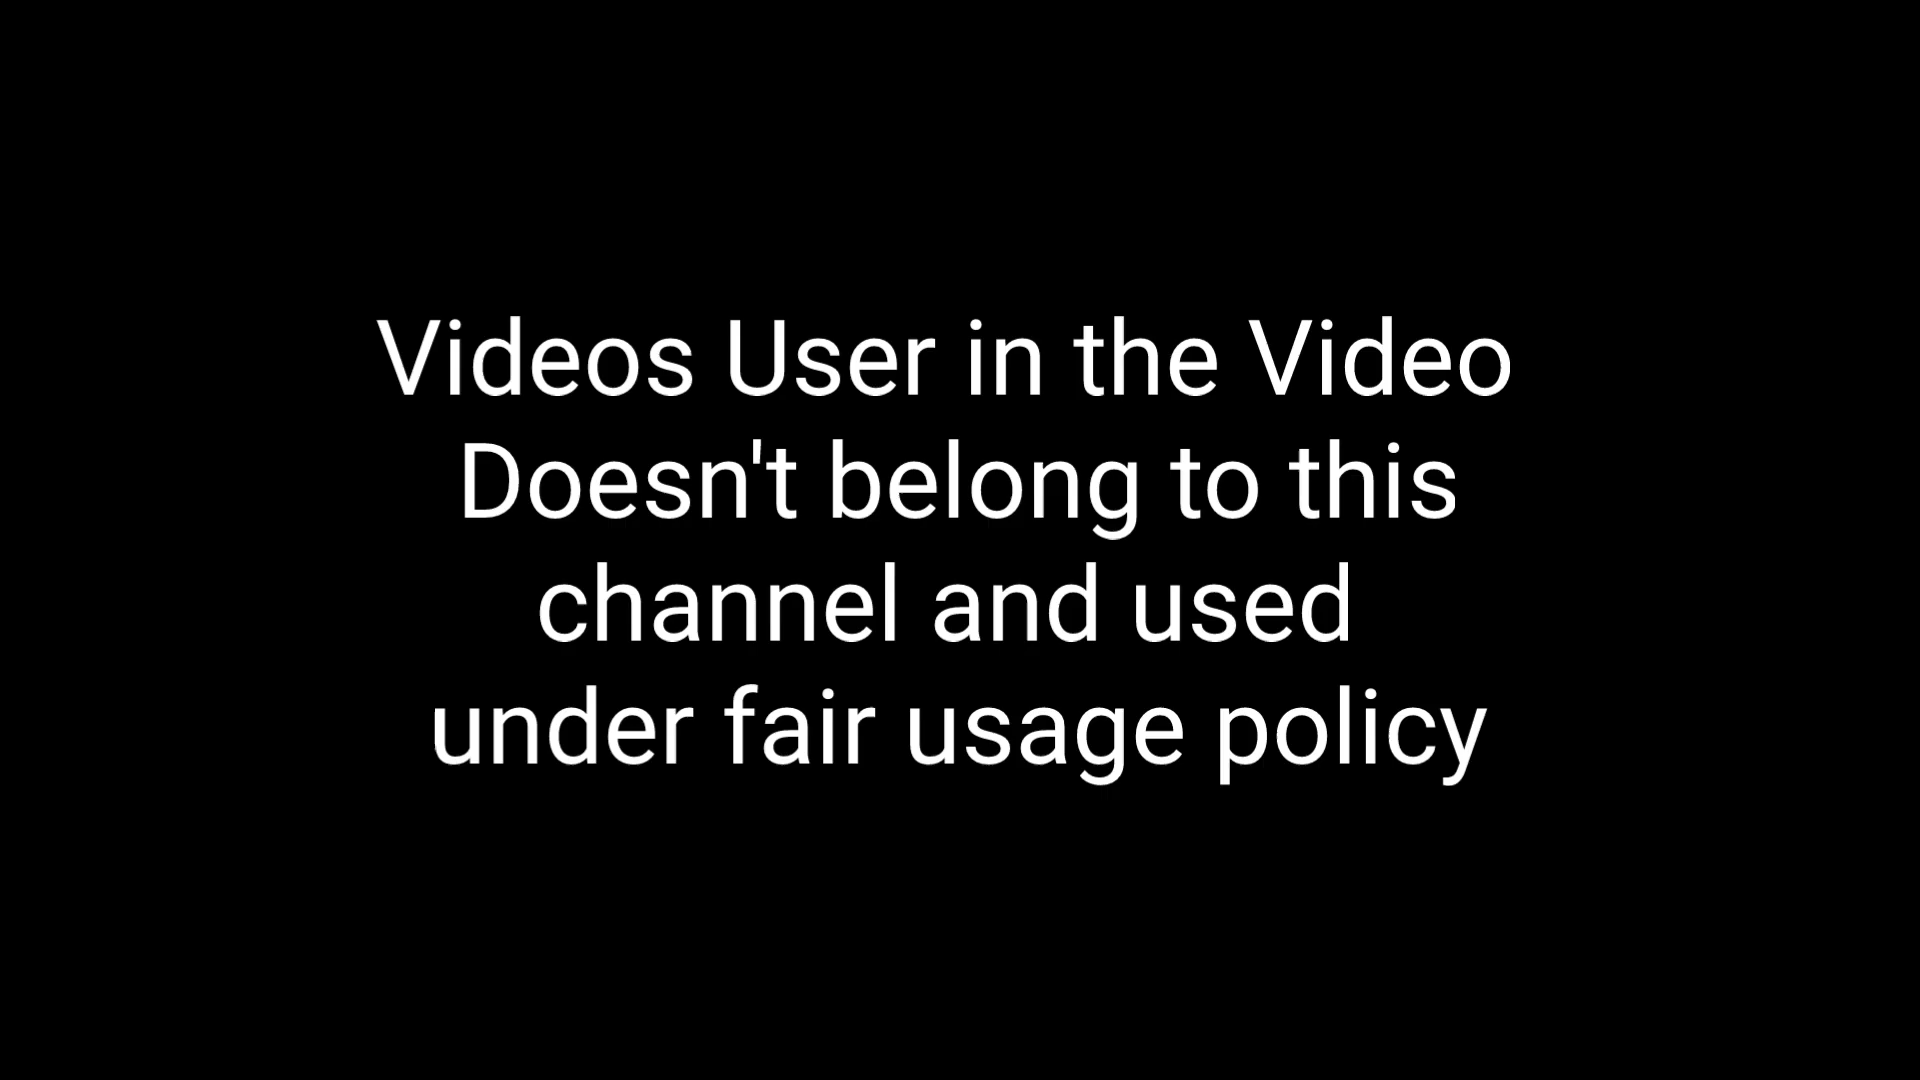 Videos User in the Video
Doesn't belong to this
channel and used
under fair usage policy